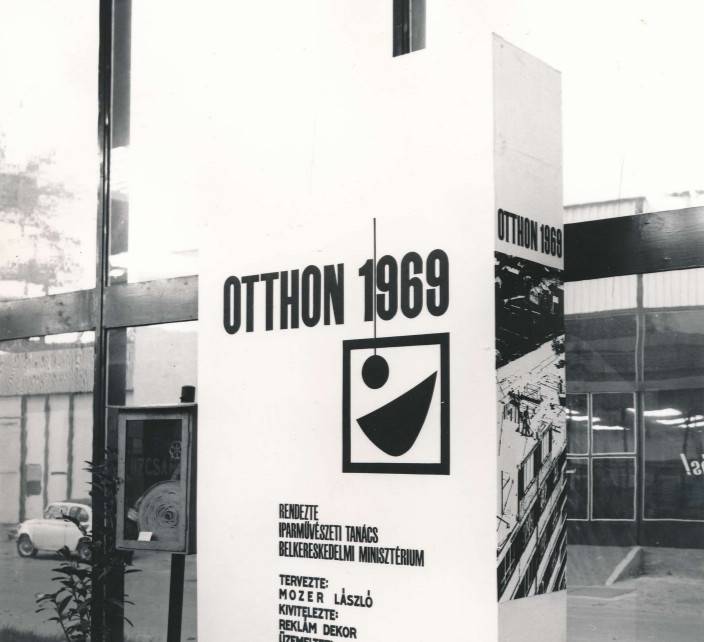 OTTHON 1969
RENDEZTE
IPARMŰVÉSZETI TANÁCS
BELKERESKEDELMI MINISZTÉRIUM
TERVEZTE:
MOZER LÁSZLÓ
KIVITELEZTE:
REKLÁM DEKOR
OTTHON 1969